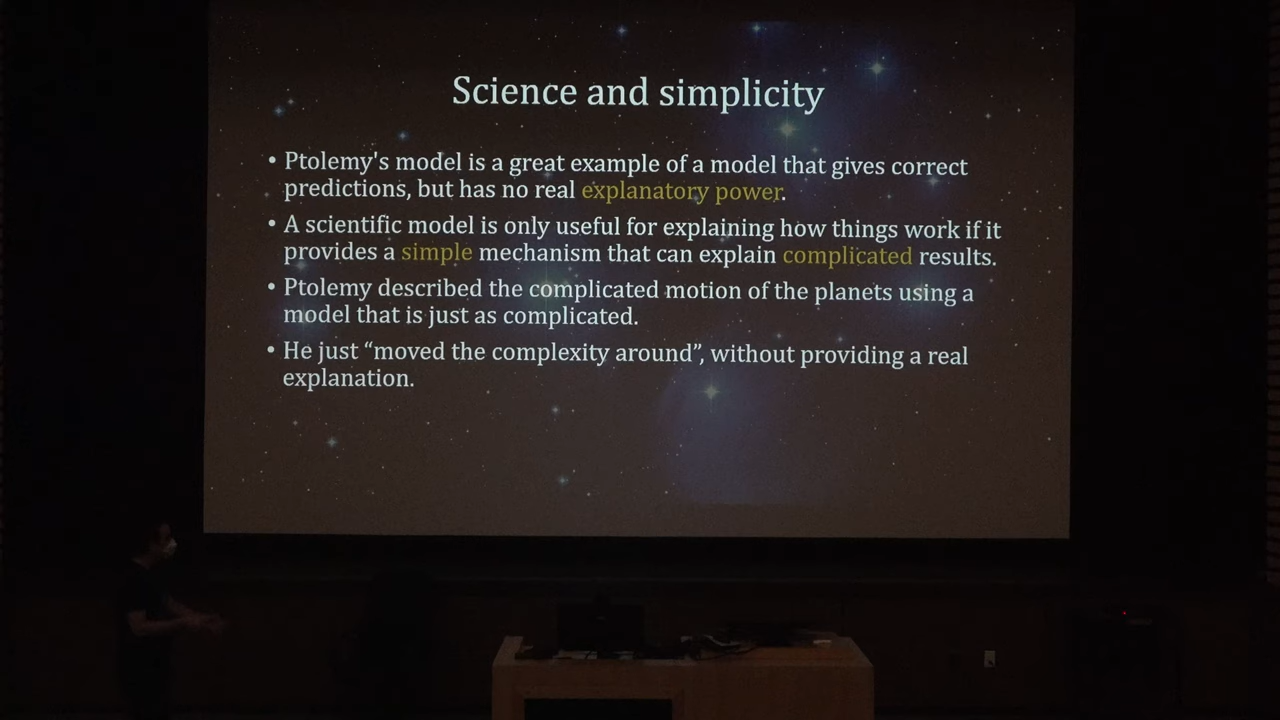 Science and simplicity
• Ptolemy's model is a great example of a model that gives correct
predictions, but has no real explanatory power.
• A scientific model is only useful for explaining how things work if it
provides a simple mechanism that can explain complicated results.
• Ptolemy described the complicated motion of the planets using a
model that is just as complicated.
• He just “moved the complexity around”, without providing a real
explanation.